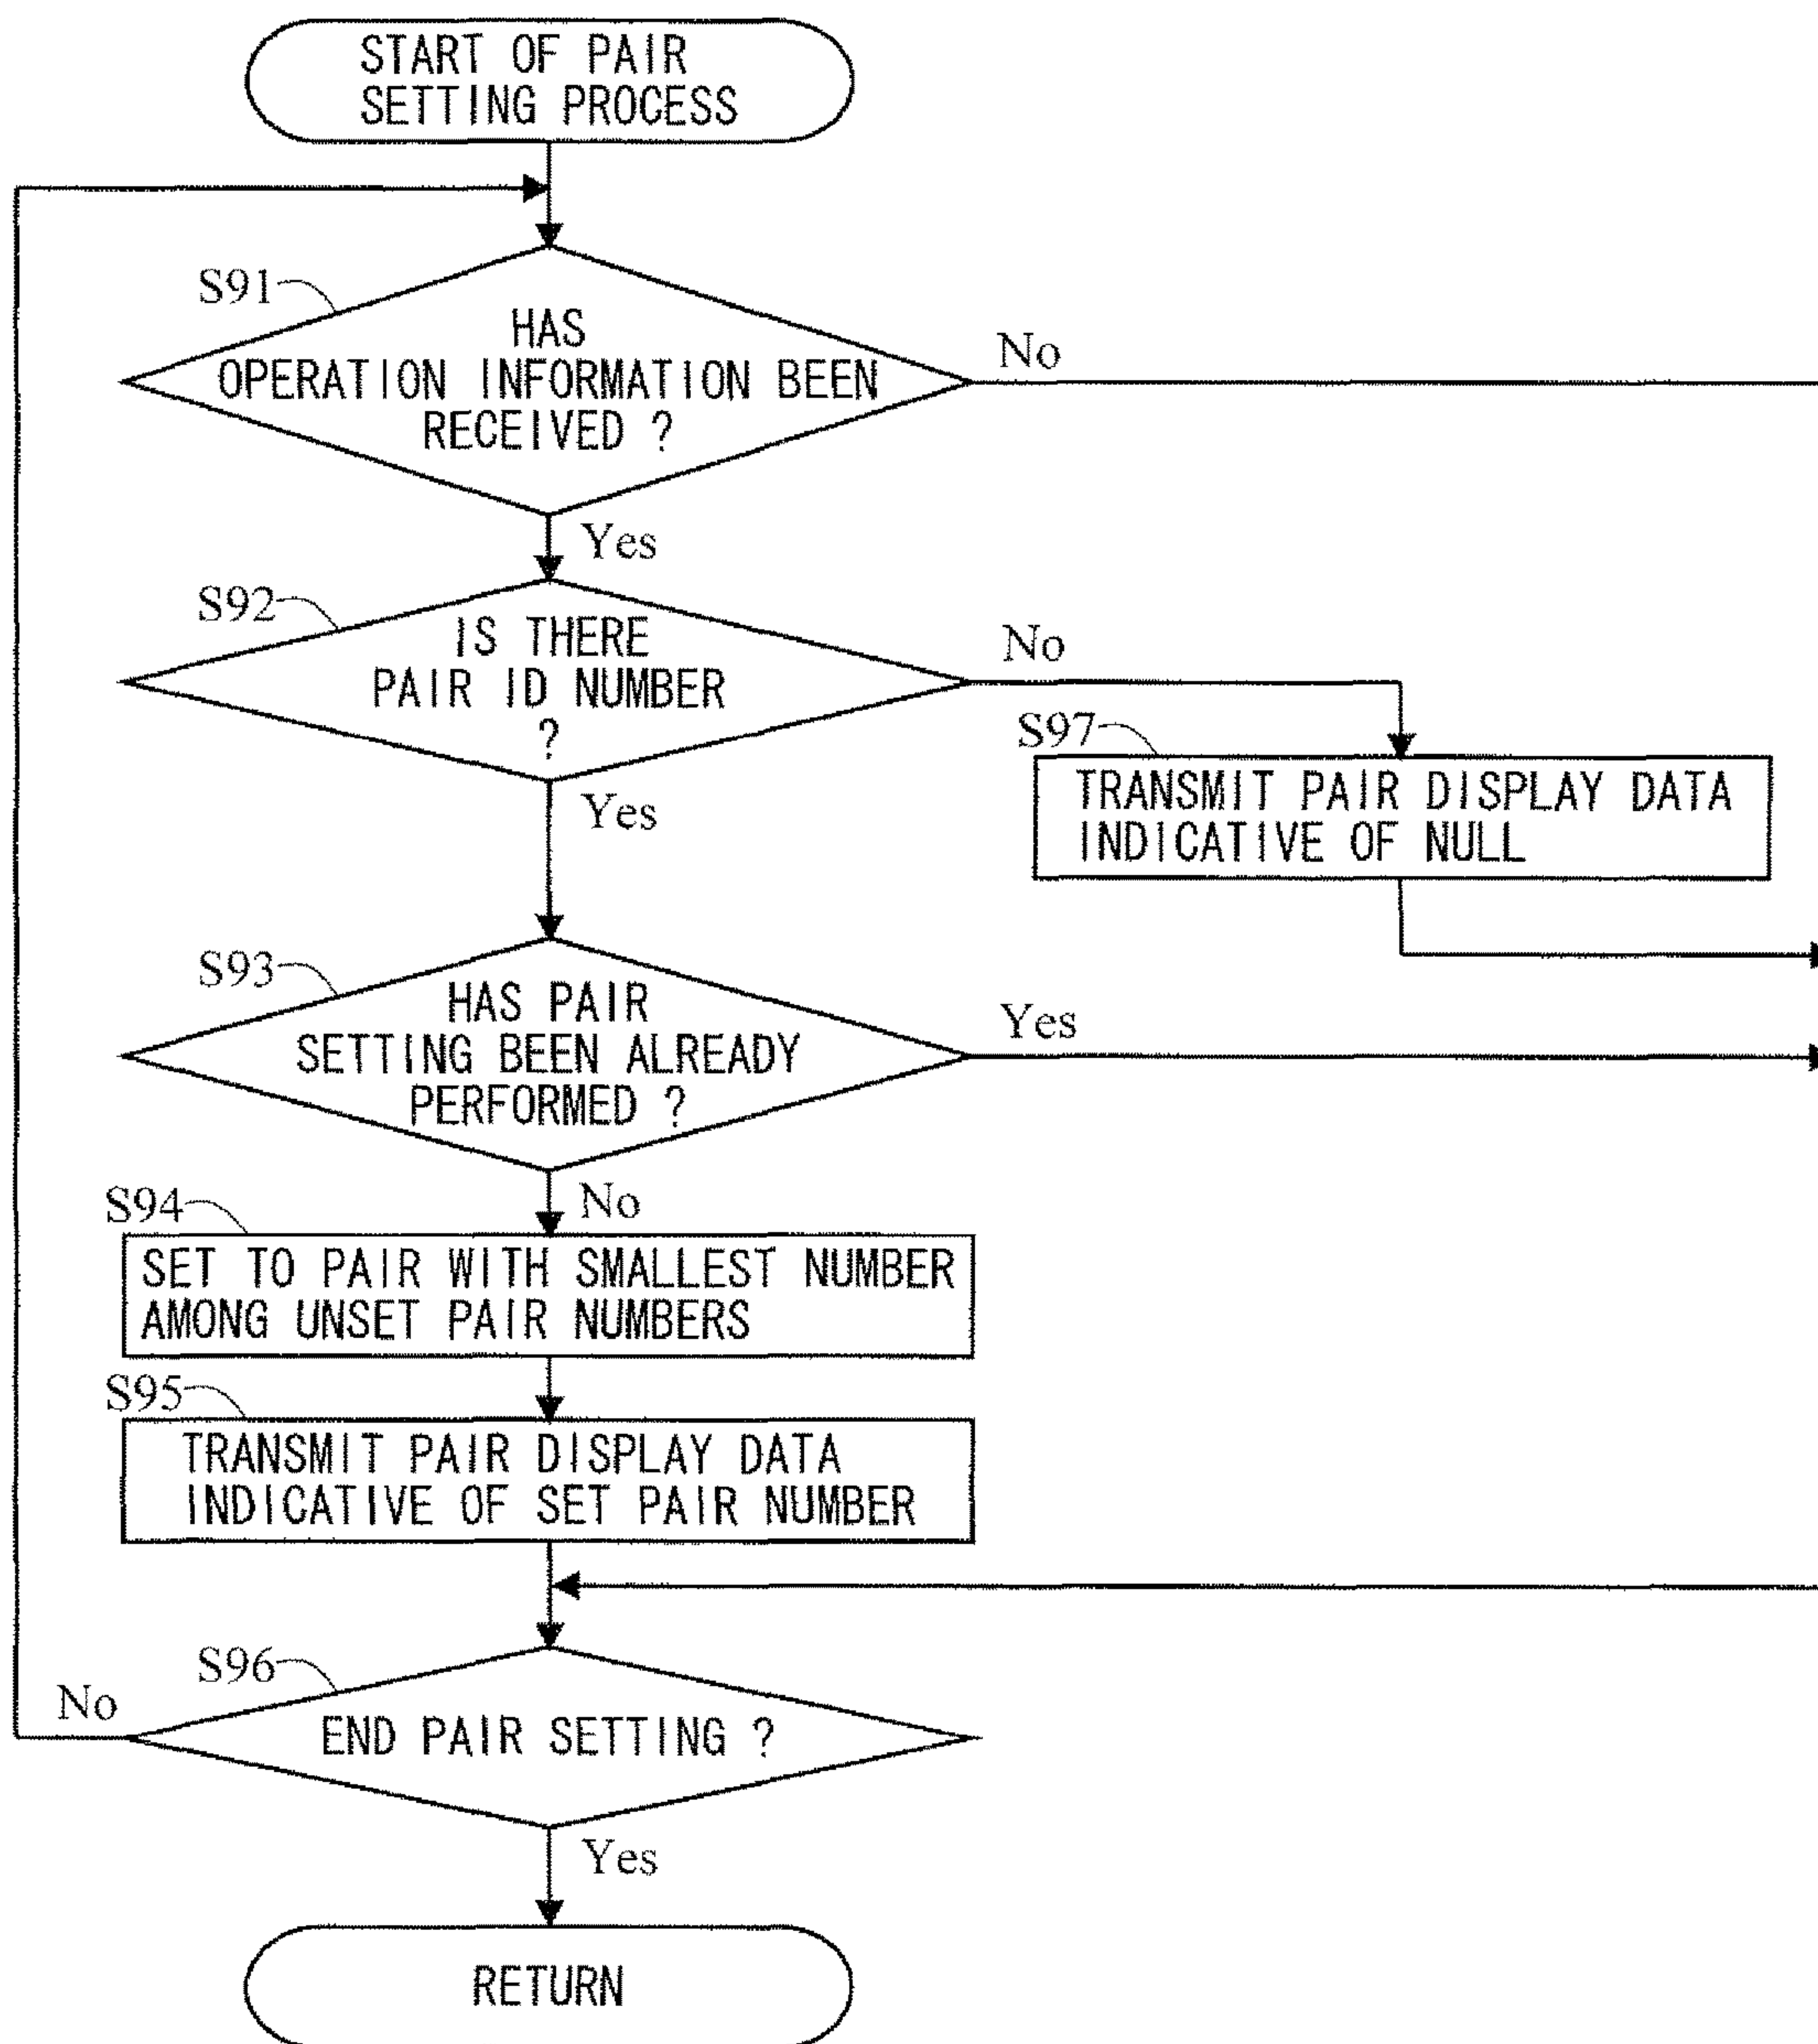 START OF PAIR
SETTING PROCESS
S91
HAS
OPERATION INFORMATION BEEN
RECEIVED ?
No
Yes
S92
IS THERE
PAIR ID NUMBER
?
No
S97
TRANSMIT PAIR DISPLAY DATA
INDICATIVE OF NULL
Yes
S93
HAS PAIR
SETTING BEEN ALREADY
PERFORMED ?
Yes
No
S94
SET TO PAIR WITH SMALLEST NUMBER
AMONG UNSET PAIR NUMBERS
S95
TRANSMIT PAIR DISPLAY DATA
INDICATIVE OF SET PAIR NUMBER
S96
No
END PAIR SETTING ?
Yes
RETURN